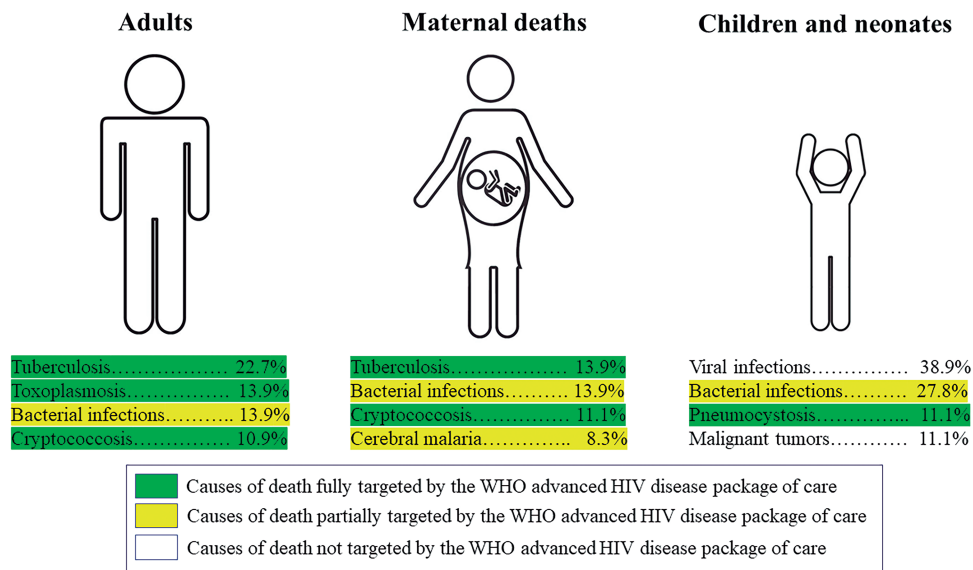 Adults
Tuberculosis……………… 22.7%
Toxoplasmosis…………… 13.9%
Bacterial infections……….. 13.9%
Cryptococcosis…………… 10.9%
Maternal deaths
Tuberculosis……………… 13.9%
Bacterial infections………. 13.9%
Cryptococcosis…………… 11.1%
Cerebral malaria………….. 8.3%
Children and neonates
Viral infections…………… 38.9%
Bacterial infections………. 27.8%
Pneumocystosis………….. 11.1%
Malignant tumors………… 11.1%
Causes of death fully targeted by the WHO advanced HIV disease package of care
Causes of death partially targeted by the WHO advanced HIV disease package of care
Causes of death not targeted by the WHO advanced HIV disease package of care